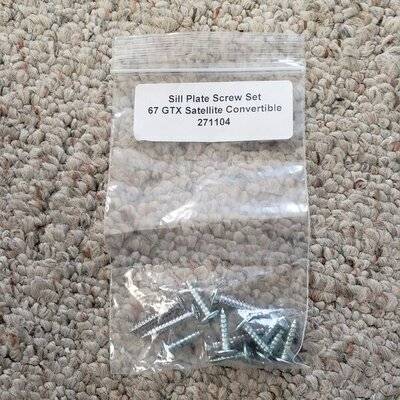 Sill Plate Screw Set
67 GTX Satellite Convertible
271104